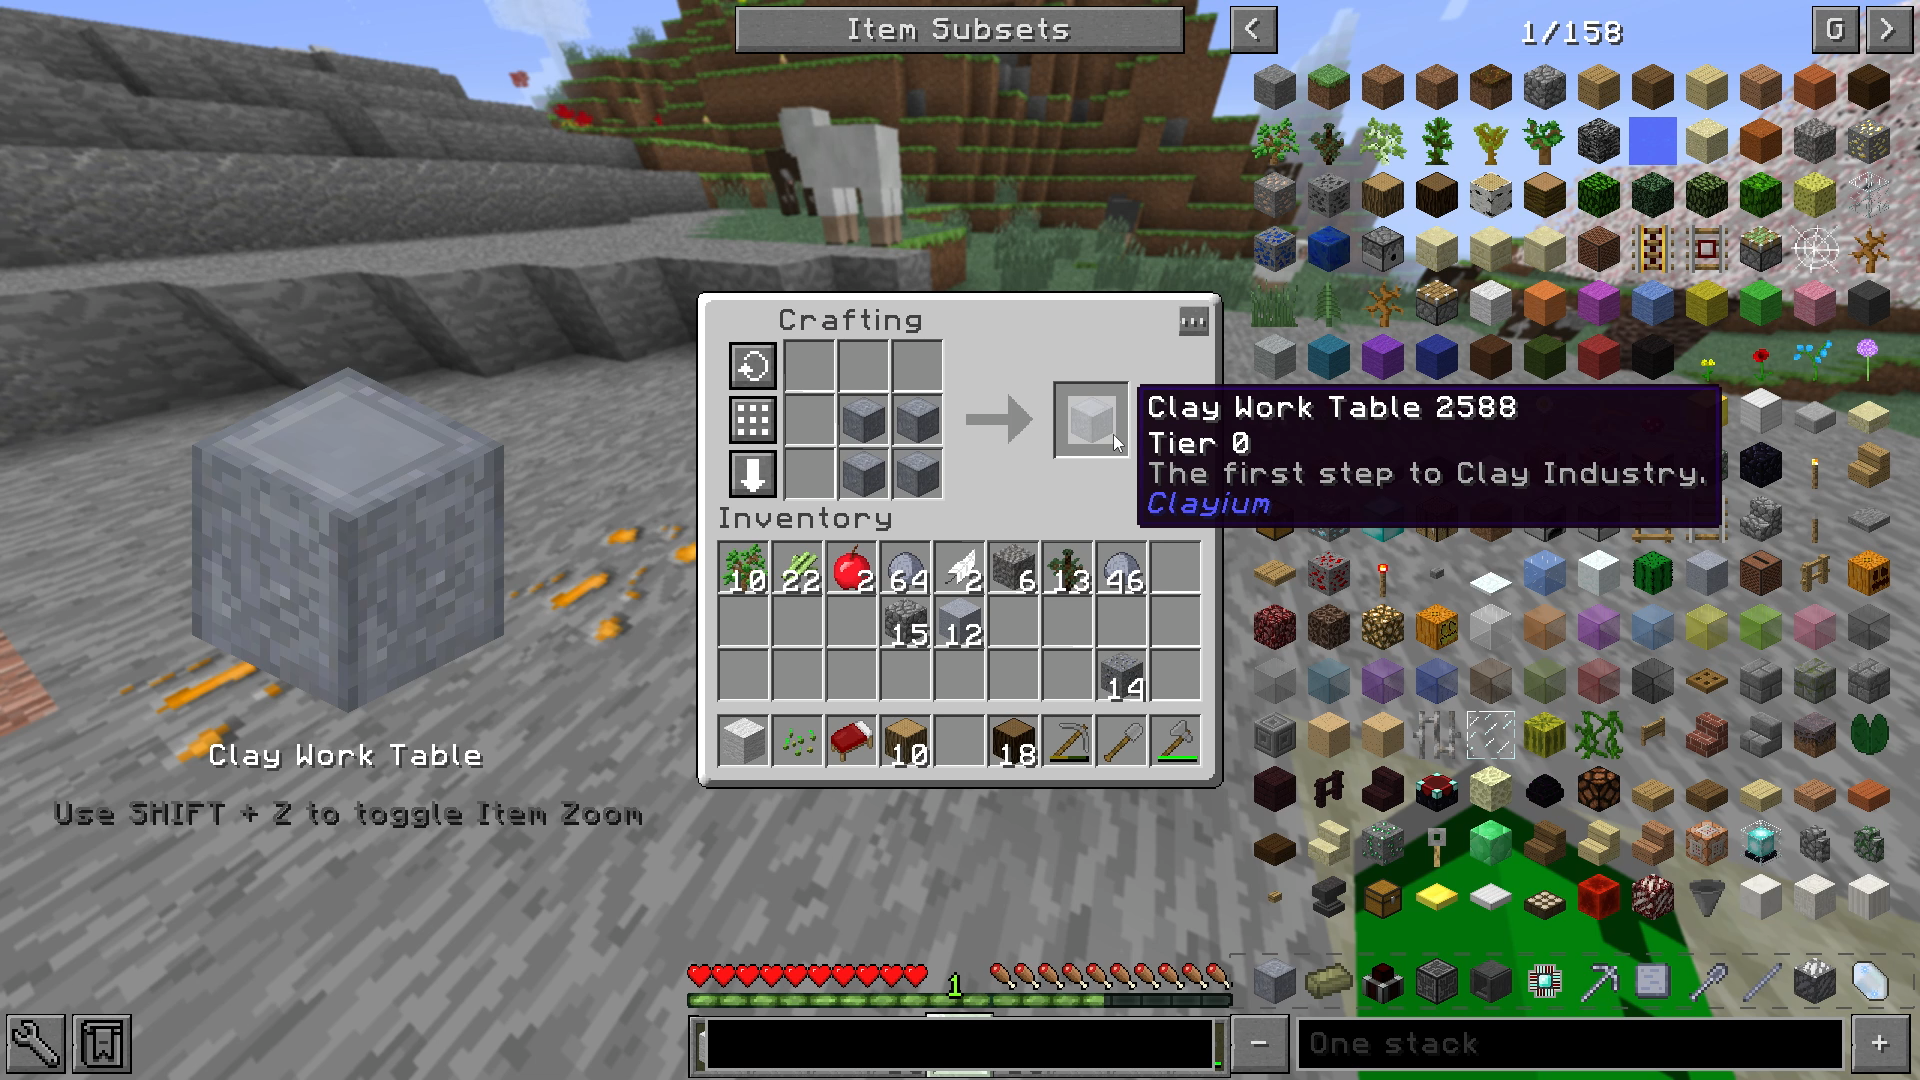 Item Subsets
<
1/158
G
>
Crafting
...
Clay Work Table 2588
Tier 0
The first step to Clay Industry.
Clayium
Inventory
10
22
2
64
2
6
13
46
15
12
14
10
18
Clay Work Table
Use SHIFT + Z to toggle Item Zoom
1
-
One stack
+